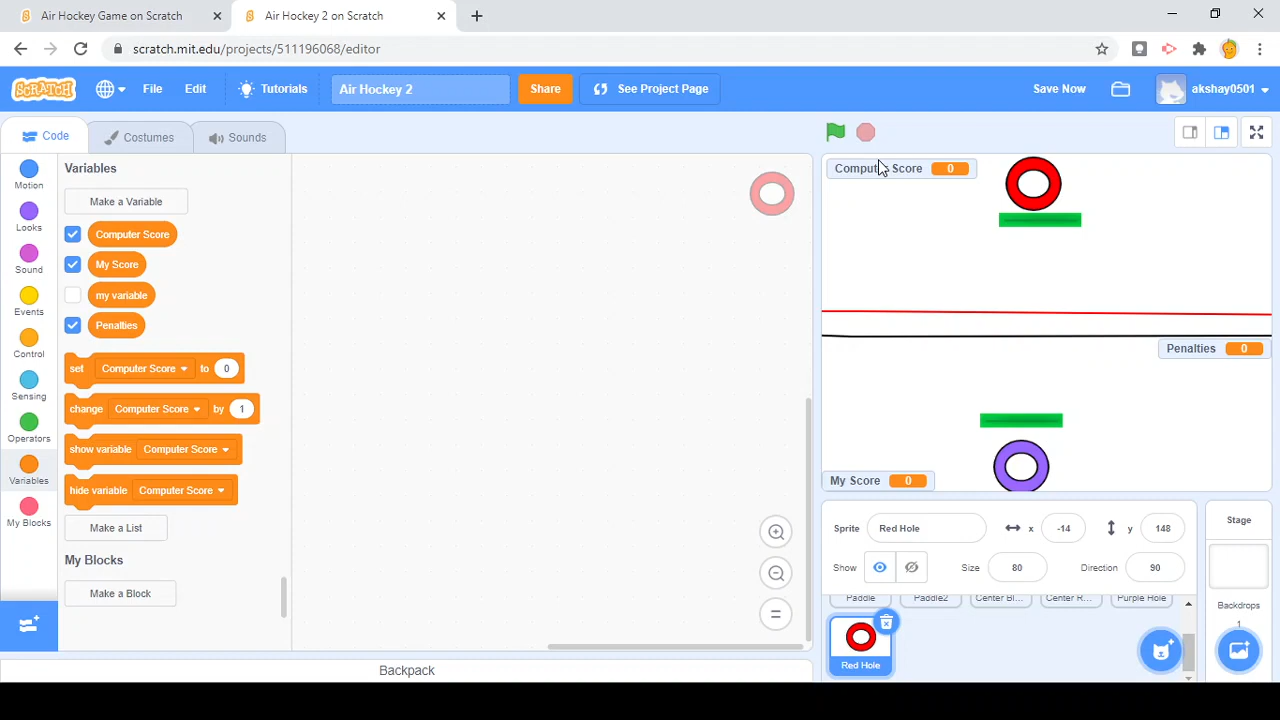 Air Hockey Game on Scratch
Air Hockey 2 on Scratch
scratch.mit.edu/projects/511196068/editor
SCRATCH
File
Edit
Tutorials
Air Hockey 2
Share
See Project Page
Save Now
akshay0501
Code
Costumes
Sounds
Motion
Looks
Sound
Events
Control
Sensing
Operators
Variables
My Blocks
Variables
Make a Variable
Computer Score
My Score
my variable
Penalties
set Computer Score to 0
change Computer Score by 1
show variable Computer Score
hide variable Computer Score
Make a List
My Blocks
Make a Block
Backpack
Score 0
Penalties 0
My Score 0
Sprite Red Hole x -14 y 148
Show Size 80 Direction 90
Paddle
Paddle2
Center Bl...
Center R...
Purple Hole
Red Hole
Stage
Backdrops
1